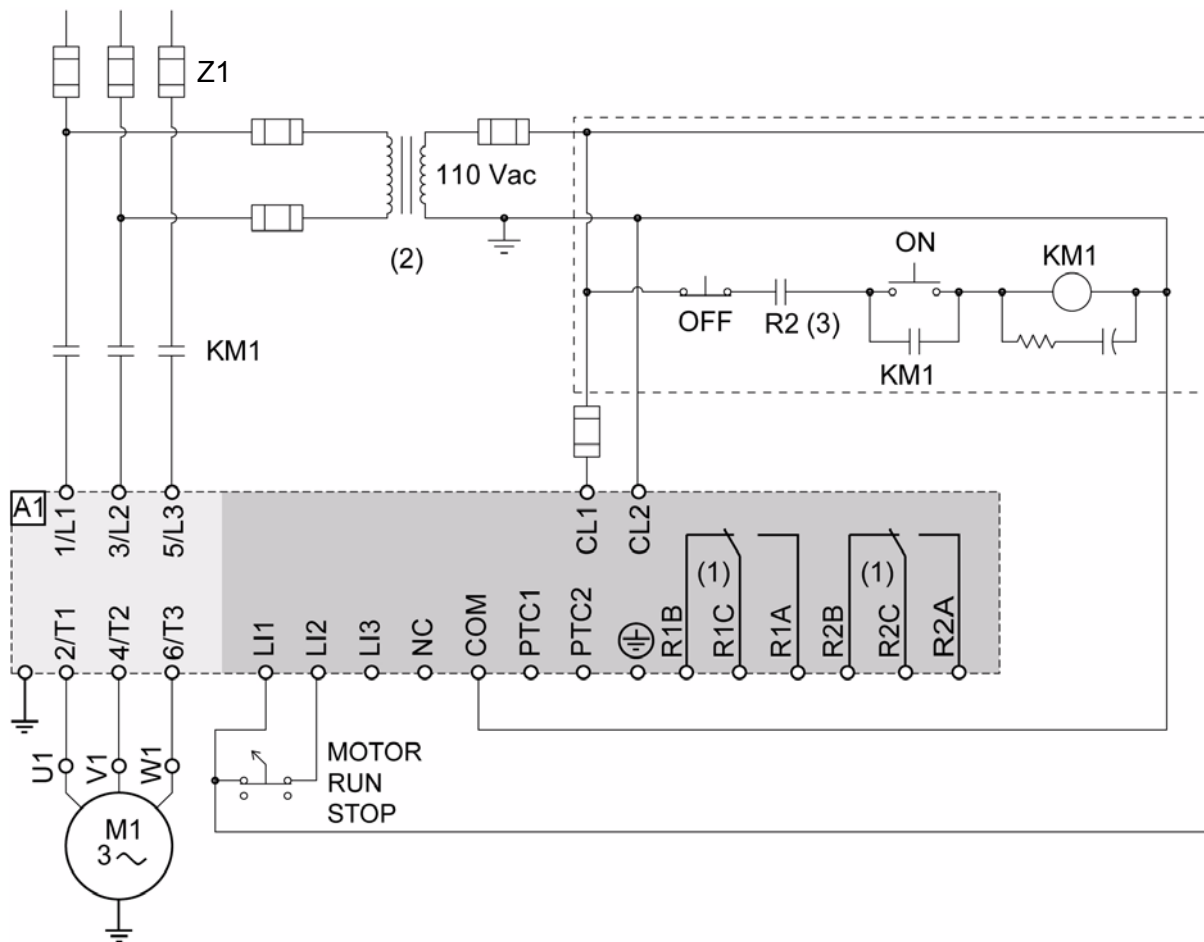 Z1
110 Vac
(2)
ON
KM1
OFF
R2 (3)
KM1
KM1
A1
1/L1
3/L2
5/L3
CL1
CL2
2/T1
4/T2
6/T3
LI1
LI2
LI3
NC
COM
PTC1
PTC2
R1B
(1)
R1C
R1A
R2B
(1)
R2C
R2A
MOTOR
RUN
STOP
U1
V1
W1
M1
3~